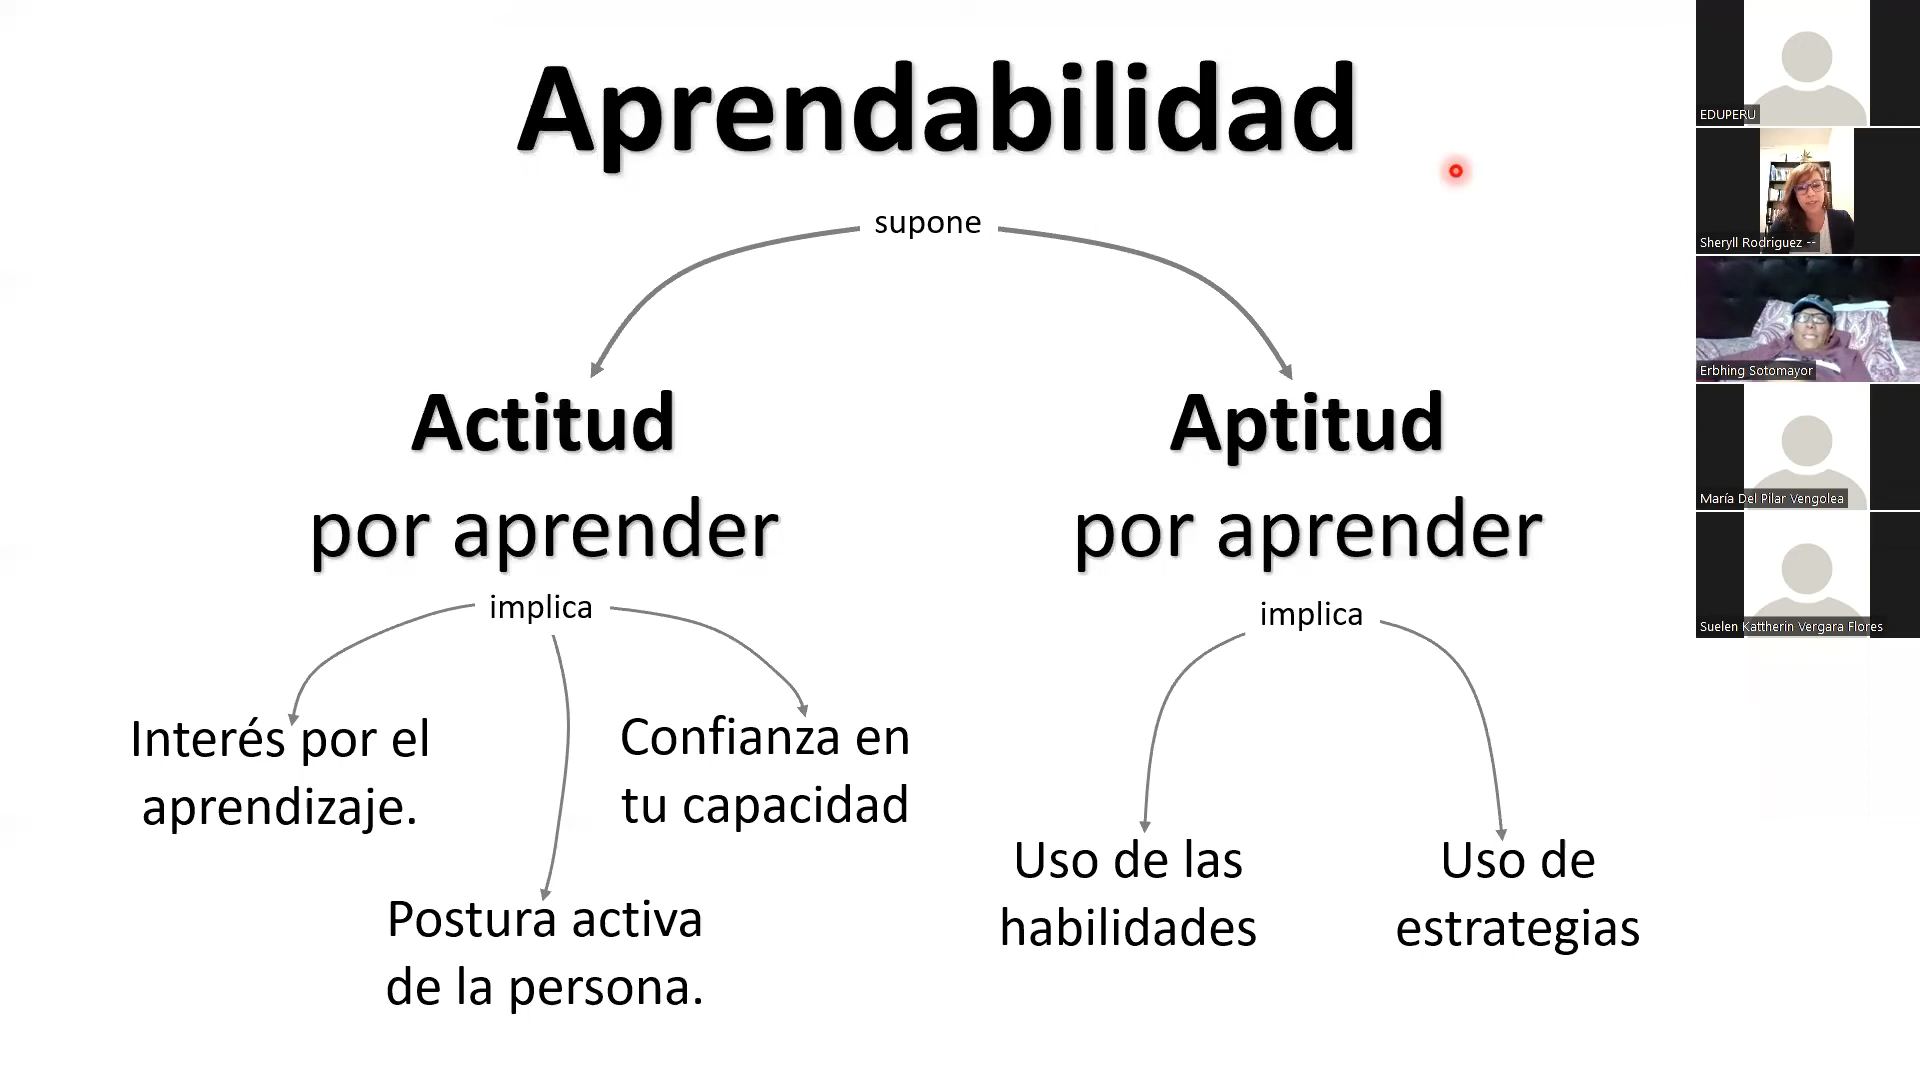 Aprendabilidad
supone
Actitud
por aprender
Aptitud
por aprender
implica
implica
Interés por el
aprendizaje.
Confianza en
tu capacidad
Postura activa
de la persona.
Uso de las
habilidades
Uso de
estrategias
EDUPERU
Sheryll Rodriguez --
Erbhing Sotomayor
María Del Pilar Vengolea
Suelen Kattherin Vergara Flores